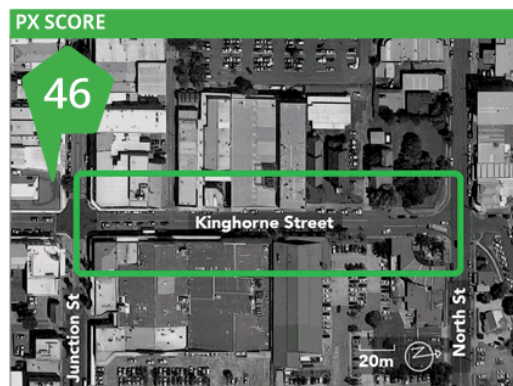 PX SCORE
46
Kinghorne Street
Junction St
North St
20m